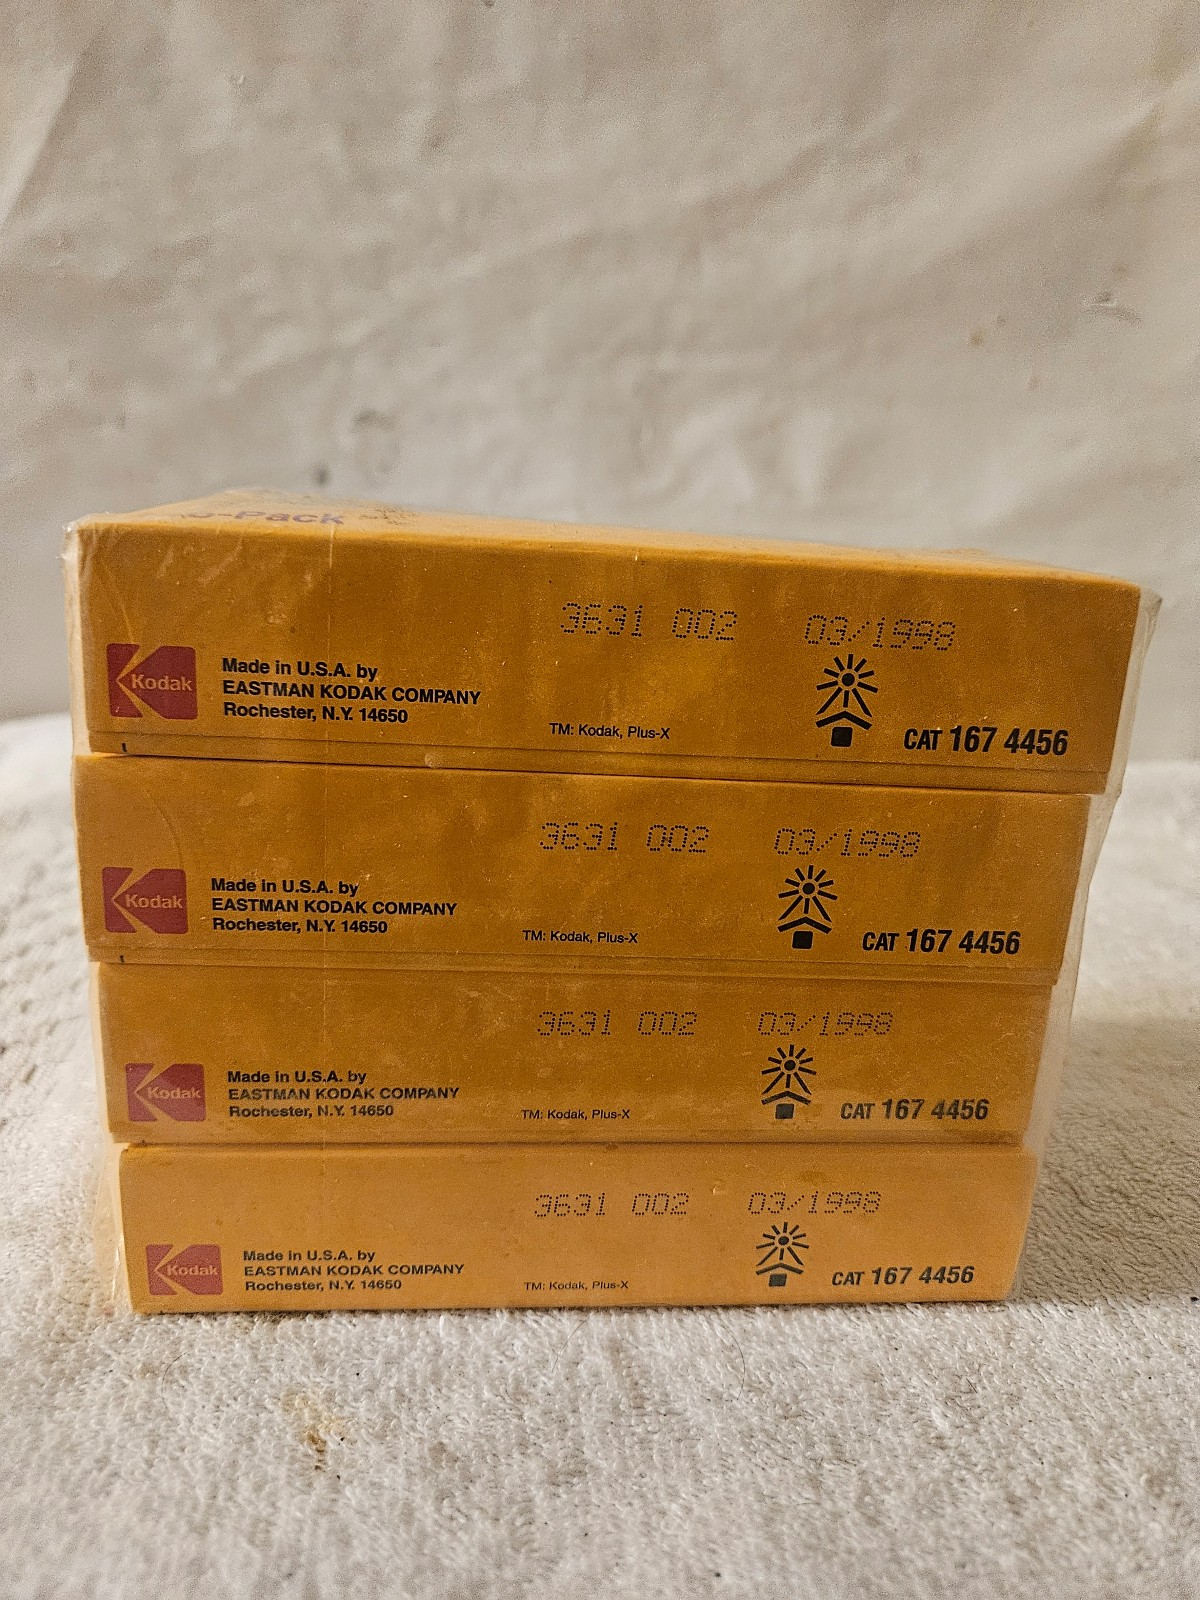 -Pack
3631 002 03/1998
Kodak
Made in U.S.A. by
EASTMAN KODAK COMPANY
Rochester, N.Y. 14650
TM: Kodak, Plus-X
CAT 167 4456
3631 002 03/1998
Kodak
Made in U.S.A. by
EASTMAN KODAK COMPANY
Rochester, N.Y. 14650
TM: Kodak, Plus-X
CAT 167 4456
3631 002 03/1998
Kodak
Made in U.S.A. by
EASTMAN KODAK COMPANY
Rochester, N.Y. 14650
TM: Kodak, Plus-X
CAT 167 4456
3631 002 03/1998
Kodak
Made in U.S.A. by
EASTMAN KODAK COMPANY
Rochester, N.Y. 14650
TM: Kodak, Plus-X
CAT 167 4456